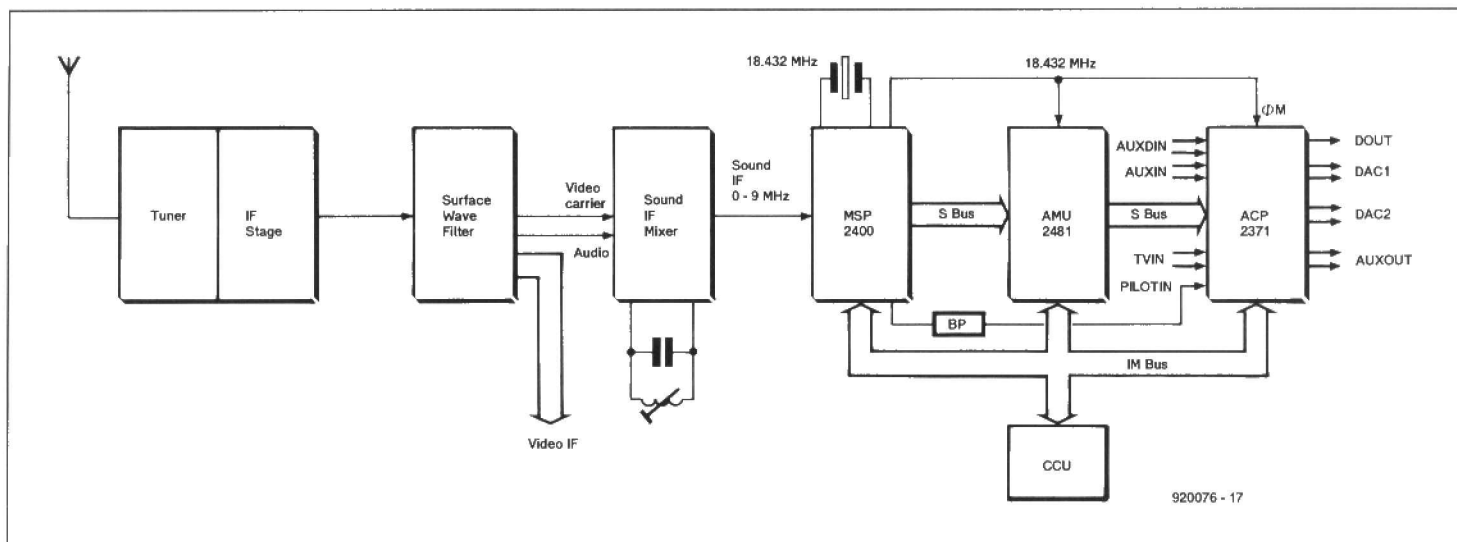 18.432 MHz
18.432 MHz
ΦM
Tuner
IF
Stage
Surface
Wave
Filter
Video
carrier
Audio
Sound
IF
Mixer
Sound
IF
0 - 9 MHz
MSP
2400
S Bus
AMU
2481
S Bus
AUXDIN
AUXIN
TVIN
PILOTIN
ACP
2371
DOUT
DAC1
DAC2
AUXOUT
BP
IM Bus
Video IF
CCU
920076 - 17